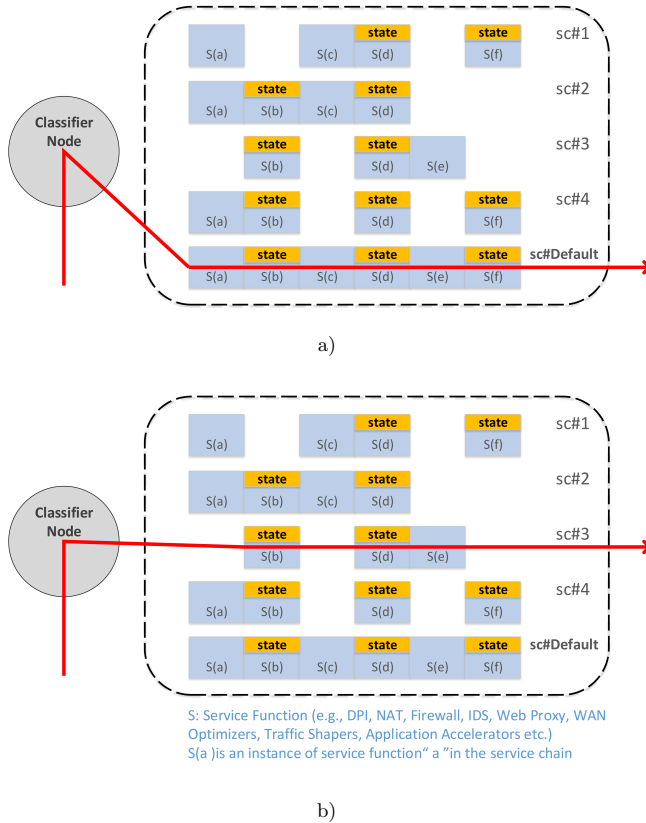 state state sc#1
S(a) S(c) S(d) S(f)
state state sc#2
S(a) S(b) S(c) S(d)
Classifier
Node
state state sc#3
S(b) S(d) S(e)
state state state sc#4
S(a) S(b) S(d) S(f)
state state state sc#Default
S(a) S(b) S(c) S(d) S(e) S(f)
a)
state state sc#1
S(a) S(c) S(d) S(f)
state state sc#2
S(a) S(b) S(c) S(d)
Classifier
Node
state state sc#3
S(b) S(d) S(e)
state state state sc#4
S(a) S(b) S(d) S(f)
state state state sc#Default
S(a) S(b) S(c) S(d) S(e) S(f)
S: Service Function (e.g., DPI, NAT, Firewall, IDS, Web Proxy, WAN
Optimizers, Traffic Shapers, Application Accelerators etc.)
S(a )is an instance of service function“ a ”in the service chain
b)